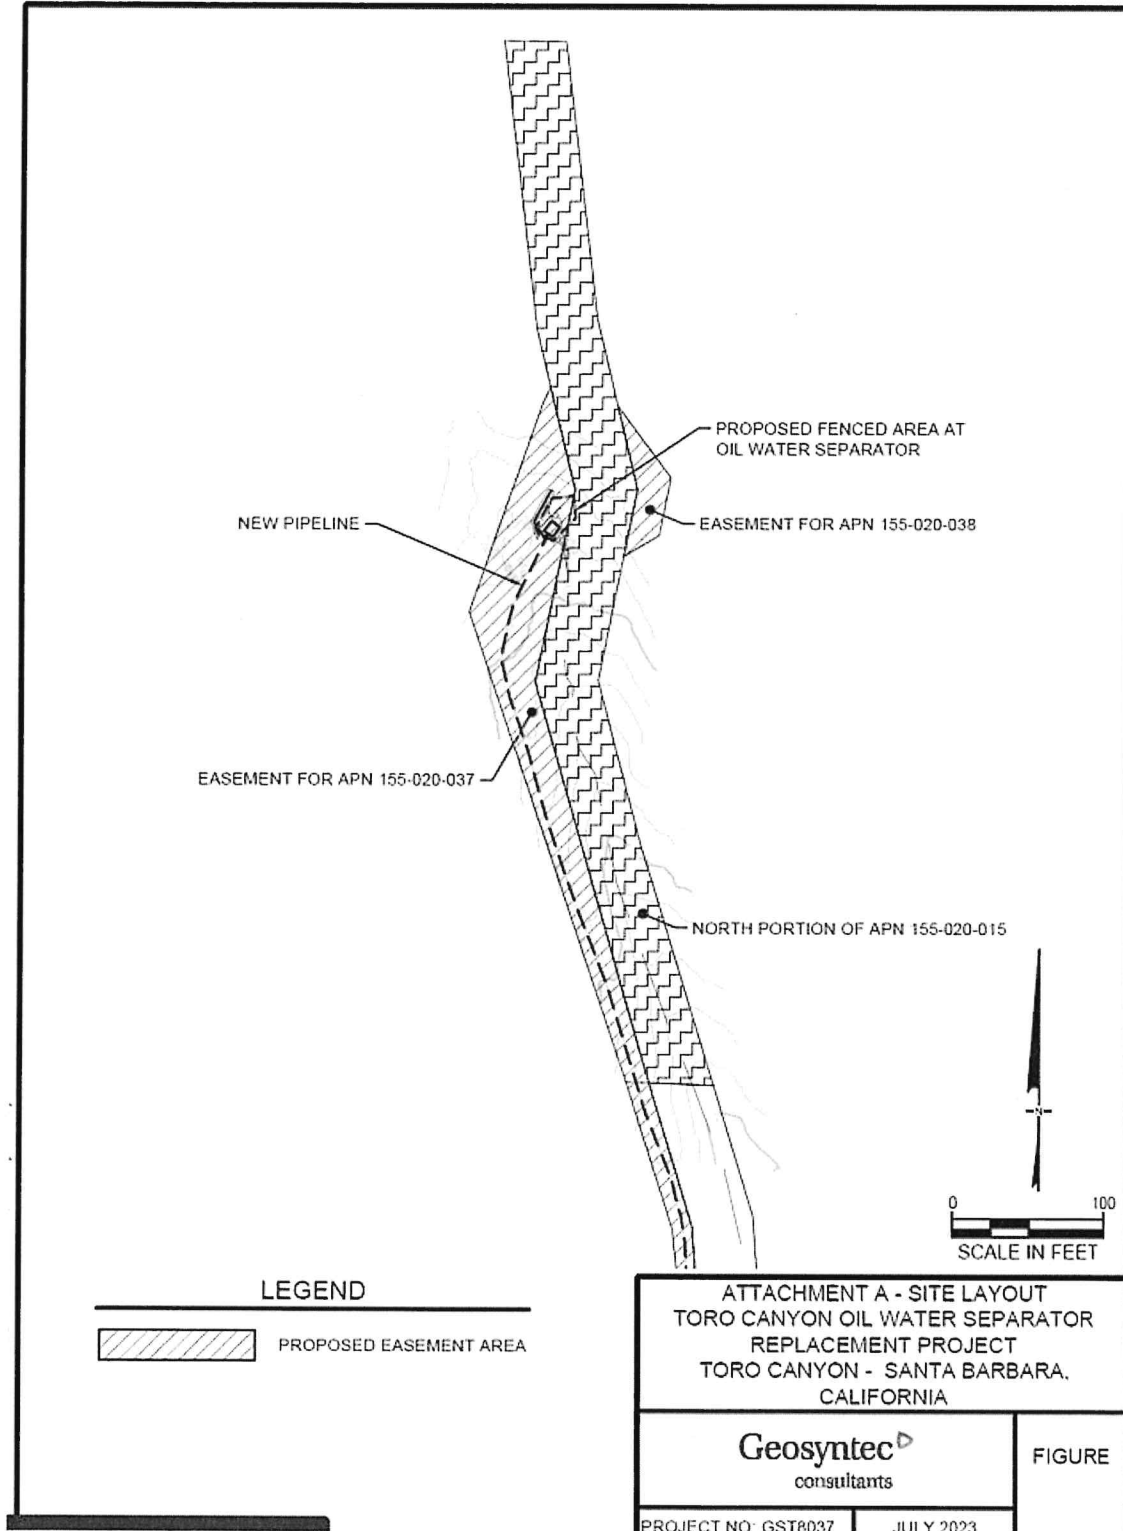 PROPOSED FENCED AREA AT
OIL WATER SEPARATOR
NEW PIPELINE
EASEMENT FOR APN 155-020-038
EASEMENT FOR APN 155-020-037
NORTH PORTION OF APN 155-020-015
N
0 100
SCALE IN FEET
LEGEND
PROPOSED EASEMENT AREA
ATTACHMENT A - SITE LAYOUT
TORO CANYON OIL WATER SEPARATOR
REPLACEMENT PROJECT
TORO CANYON - SANTA BARBARA,
CALIFORNIA
Geosyntec
consultants
FIGURE
PROJECT NO: GST8037
JULY 2023